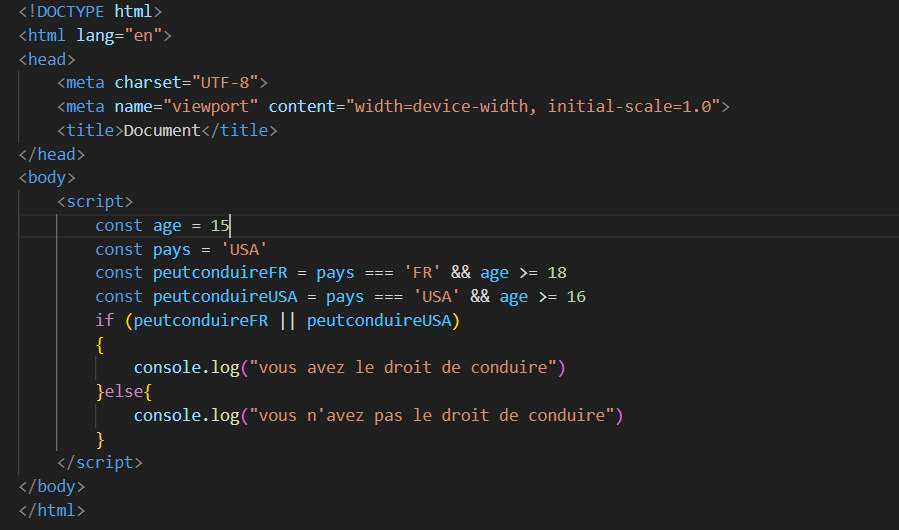 <!DOCTYPE html>
<html lang="en">
<head>
    <meta charset="UTF-8">
    <meta name="viewport" content="width=device-width, initial-scale=1.0">
    <title>Document</title>
</head>
<body>
    <script>
        const age = 15
        const pays = 'USA'
        const peutconduireFR = pays === 'FR' && age >= 18
        const peutconduireUSA = pays === 'USA' && age >= 16
        if (peutconduireFR || peutconduireUSA)
        {
            console.log("vous avez le droit de conduire")
        }else{
            console.log("vous n'avez pas le droit de conduire")
        }
    </script>
</body>
</html>